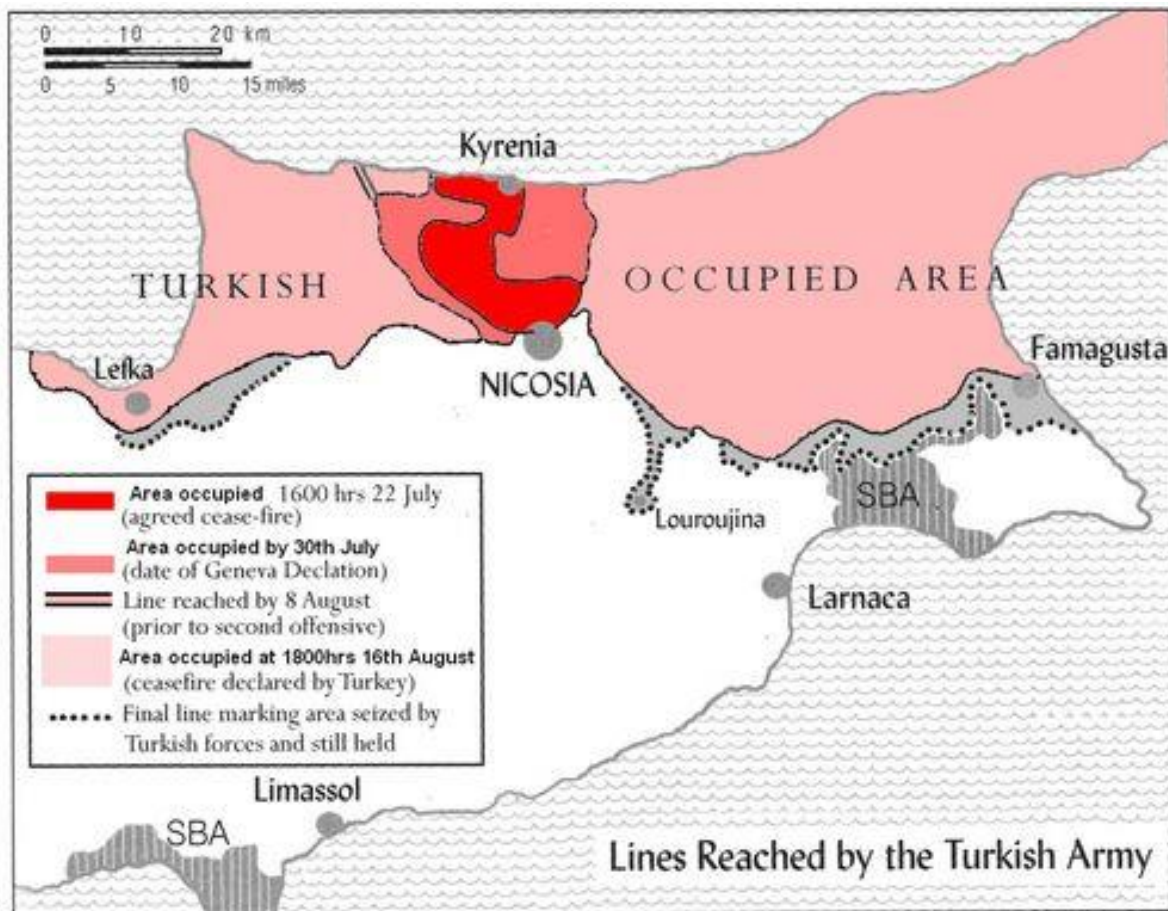 0 10 20 km
0 5 10 15 miles
Kyrenia
TURKISH OCCUPIED AREA
Lefka
NICOSIA
Famagusta
Area occupied 1600 hrs 22 July
(agreed cease-fire)
Area occupied by 30th July
(date of Geneva Declation)
Line reached by 8 August
(prior to second offensive)
Area occupied at 1800hrs 16th August
(ceasefire declared by Turkey)
Final line marking area seized by
Turkish forces and still held
Louroujina
SBA
Larnaca
Limassol
SBA
Lines Reached by the Turkish Army